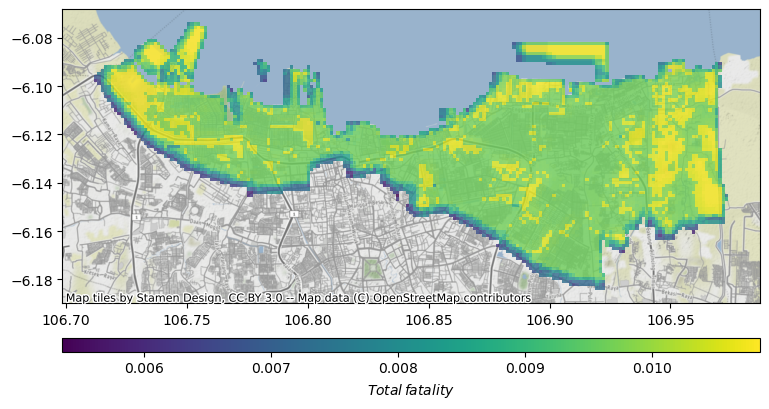 −6.08
−6.10
−6.12
−6.14
−6.16
−6.18
Map tiles by Stamen Design, CC BY 3.0 -- Map data (C) OpenStreetMap contributors
106.70 106.75 106.80 106.85 106.90 106.95
0.006 0.007 0.008 0.009 0.010
Total fatality